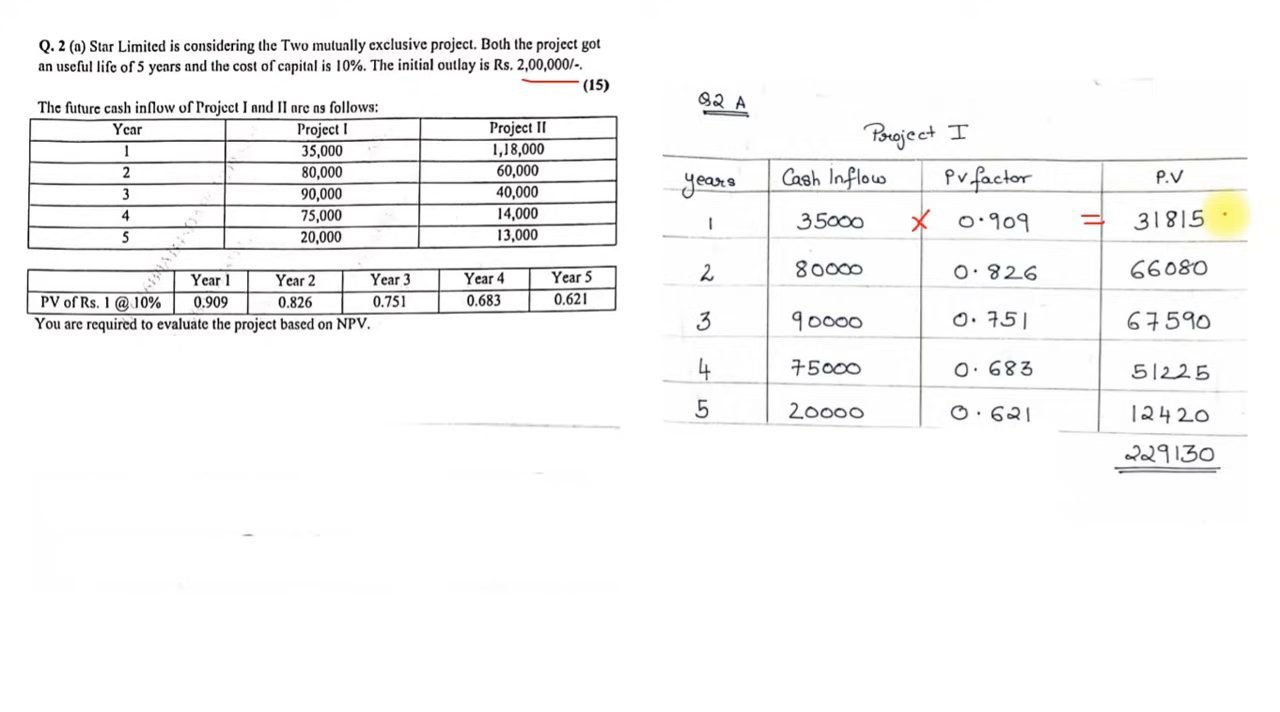 Q. 2 (a) Star Limited is considering the Two mutually exclusive project. Both the project got
an useful life of 5 years and the cost of capital is 10%. The initial outlay is Rs. 2,00,000/-.
(15)
The future cash inflow of Project I and II are as follows:
Year Project I Project II
1 35,000 1,18,000
2 80,000 60,000
3 90,000 40,000
4 75,000 14,000
5 20,000 13,000
Year 1 Year 2 Year 3 Year 4 Year 5
PV of Rs. 1 @ 10% 0.909 0.826 0.751 0.683 0.621
You are required to evaluate the project based on NPV.
Q2 A
Project I
years Cash Inflow PV factor P.V
1 35000 × 0.909 = 31815
2 80000 0.826 66080
3 90000 0.751 67590
4 75000 0.683 51225
5 20000 0.621 12420
229130